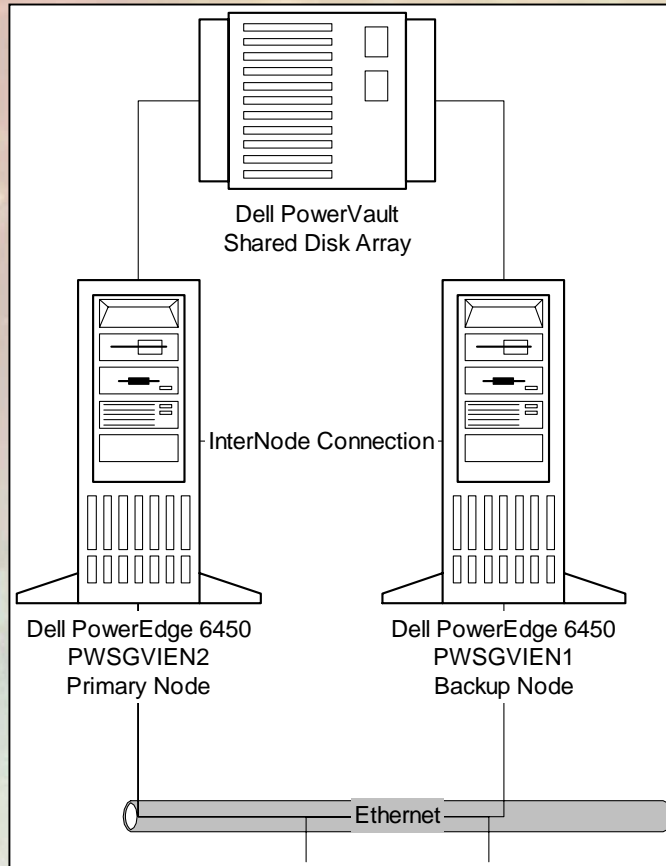 Dell PowerVault
Shared Disk Array
InterNode Connection
Dell PowerEdge 6450
PWSGVIEN2
Primary Node
Dell PowerEdge 6450
PWSGVIEN1
Backup Node
Ethernet